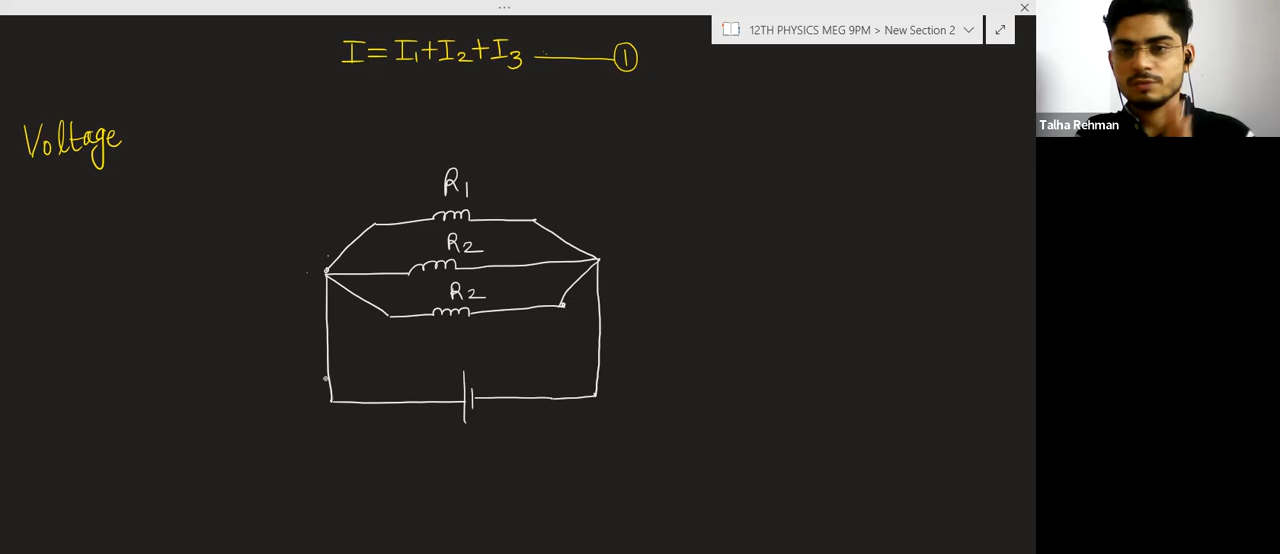 12TH PHYSICS MEG 9PM > New Section 2
I = I₁+I₂+I₃ ——— ①
Talha Rehman
Voltage
R₁
R₂
R₂